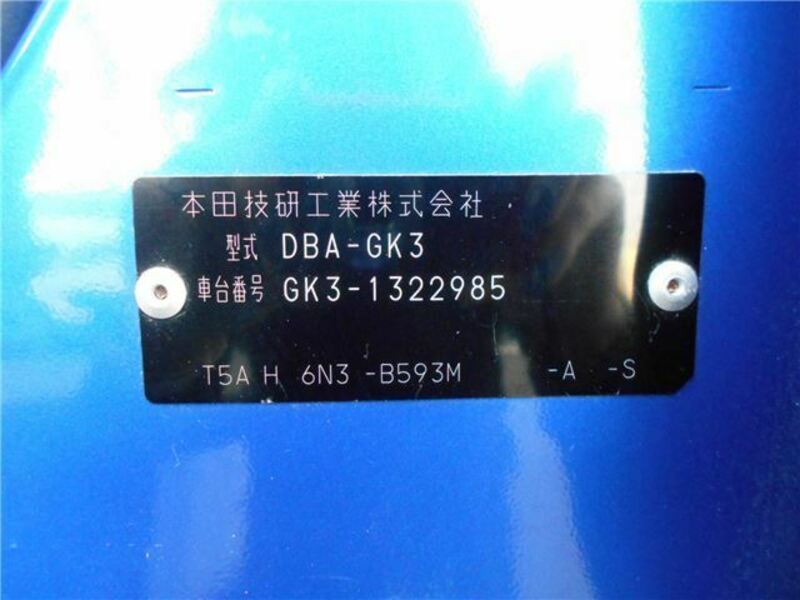 本田技研工業株式会社
型式 DBA-GK3
車台番号 GK3-1322985
T5A H 6N3 -B593M -A -S